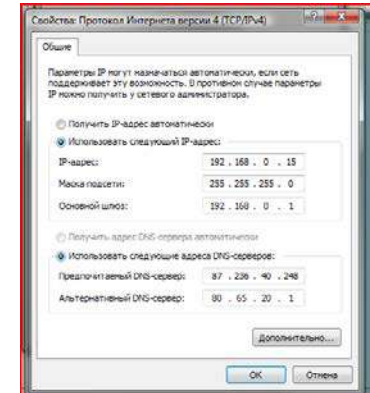 Свойства: Протокол Интернета версии 4 (TCP/IPv4)
Общие
Параметры IP могут назначаться автоматически, если сеть
поддерживает эту возможность. В противном случае параметры
IP можно получить у сетевого администратора.
Получить IP-адрес автоматически
Использовать следующий IP-адрес:
IP-адрес: 192 . 168 . 0 . 15
Маска подсети: 255 . 255 . 255 . 0
Основной шлюз: 192 . 168 . 0 . 1
Получить адрес DNS-сервера автоматически
Использовать следующие адреса DNS-серверов:
Предпочитаемый DNS-сервер: 87 . 236 . 40 . 248
Альтернативный DNS-сервер: 80 . 65 . 20 . 1
Дополнительно...
ОК Отмена